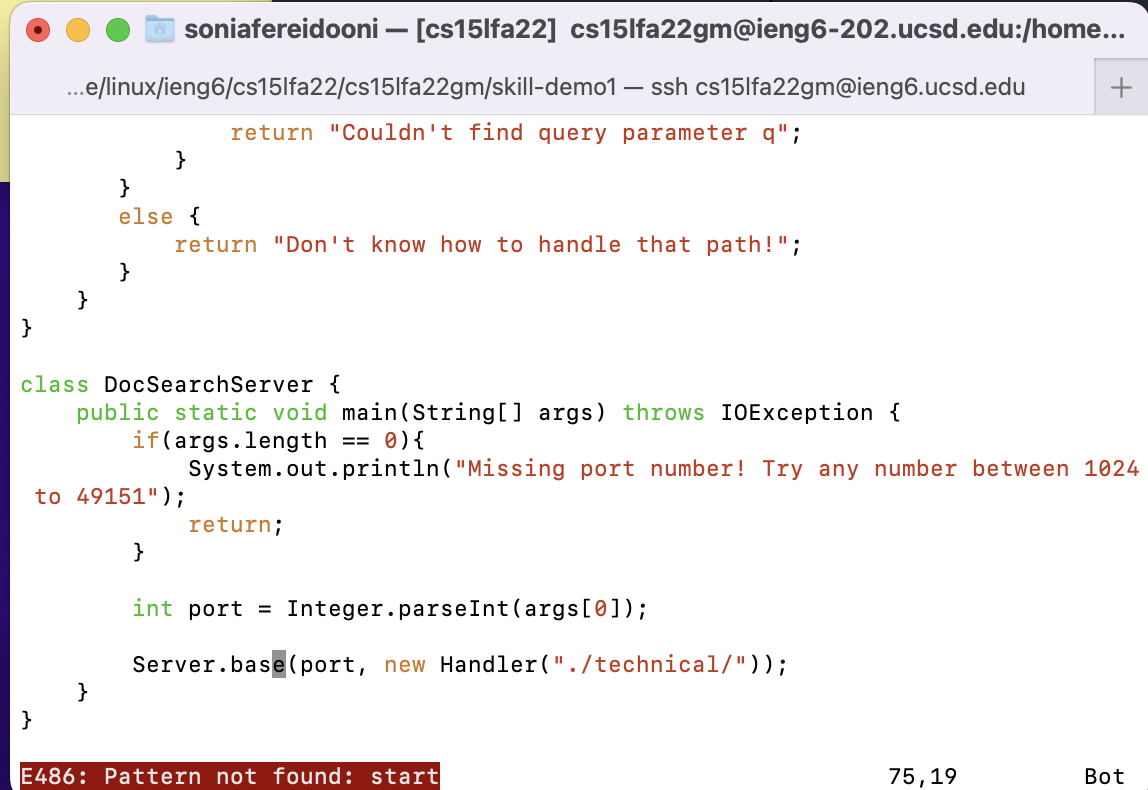 soniafereidooni — [cs15lfa22] cs15lfa22gm@ieng6-202.ucsd.edu:/home...
...e/linux/ieng6/cs15lfa22/cs15lfa22gm/skill-demo1 — ssh cs15lfa22gm@ieng6.ucsd.edu
+
return "Couldn't find query parameter q";
}
}
else {
return "Don't know how to handle that path!";
}
}
}
class DocSearchServer {
public static void main(String[] args) throws IOException {
if(args.length == 0){
System.out.println("Missing port number! Try any number between 1024
to 49151");
return;
}
int port = Integer.parseInt(args[0]);
Server.base(port, new Handler("./technical/"));
}
}
E486: Pattern not found: start 75,19 Bot